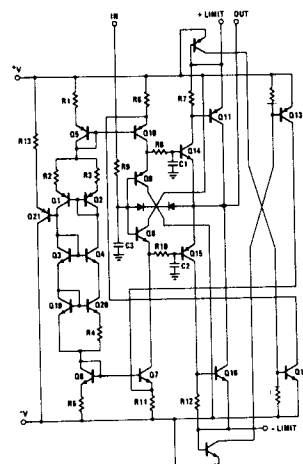 IN
+ LIMIT
OUT
+V
R1
R6
R7
Q5
Q10
Q11
Q13
R13
R8
C1
Q14
R2
R3
R9
Q9
Q21
Q1
Q2
Q3
Q4
C3
Q8
R10
Q15
C2
Q19
Q20
R4
Q6
Q7
R12
Q16
R5
R11
- LIMIT